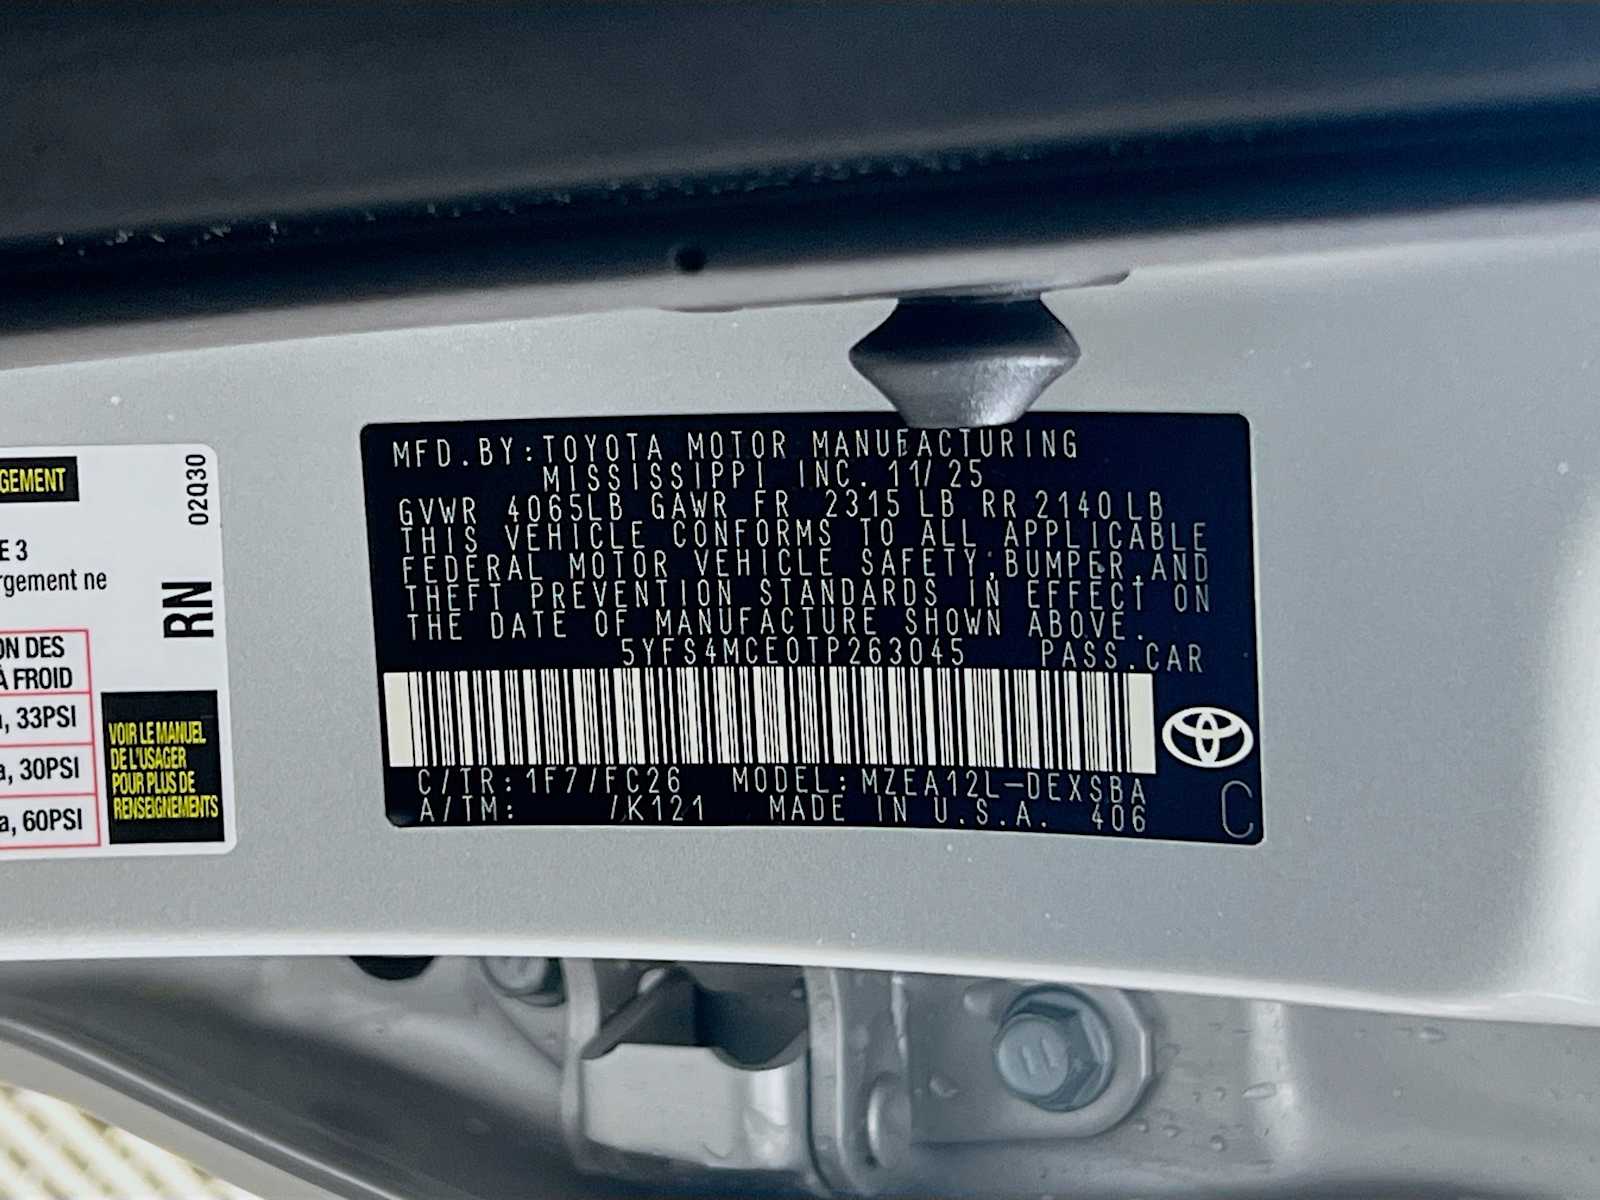 GEMENT
02Q30
E 3
rgement ne
RN
ON DES
À FROID
a, 33PSI
a, 30PSI
a, 60PSI
VOIR LE MANUEL
DE L'USAGER
POUR PLUS DE
RENSEIGNEMENTS
MFD.BY:TOYOTA MOTOR MANUFACTURING
MISSISSIPPI INC. 11/25
GVWR 4065LB GAWR FR 2315 LB RR 2140 LB
THIS VEHICLE CONFORMS TO ALL APPLICABLE
FEDERAL MOTOR VEHICLE SAFETY,BUMPER,AND
THEFT PREVENTION STANDARDS IN EFFECT ON
THE DATE OF MANUFACTURE SHOWN ABOVE.
5YFS4MCE0TP263045 PASS.CAR
C/TR:1F7/FC26 MODEL:MZEA12L-DEXSBA
A/TM: /K121 MADE IN U.S.A. 406
C